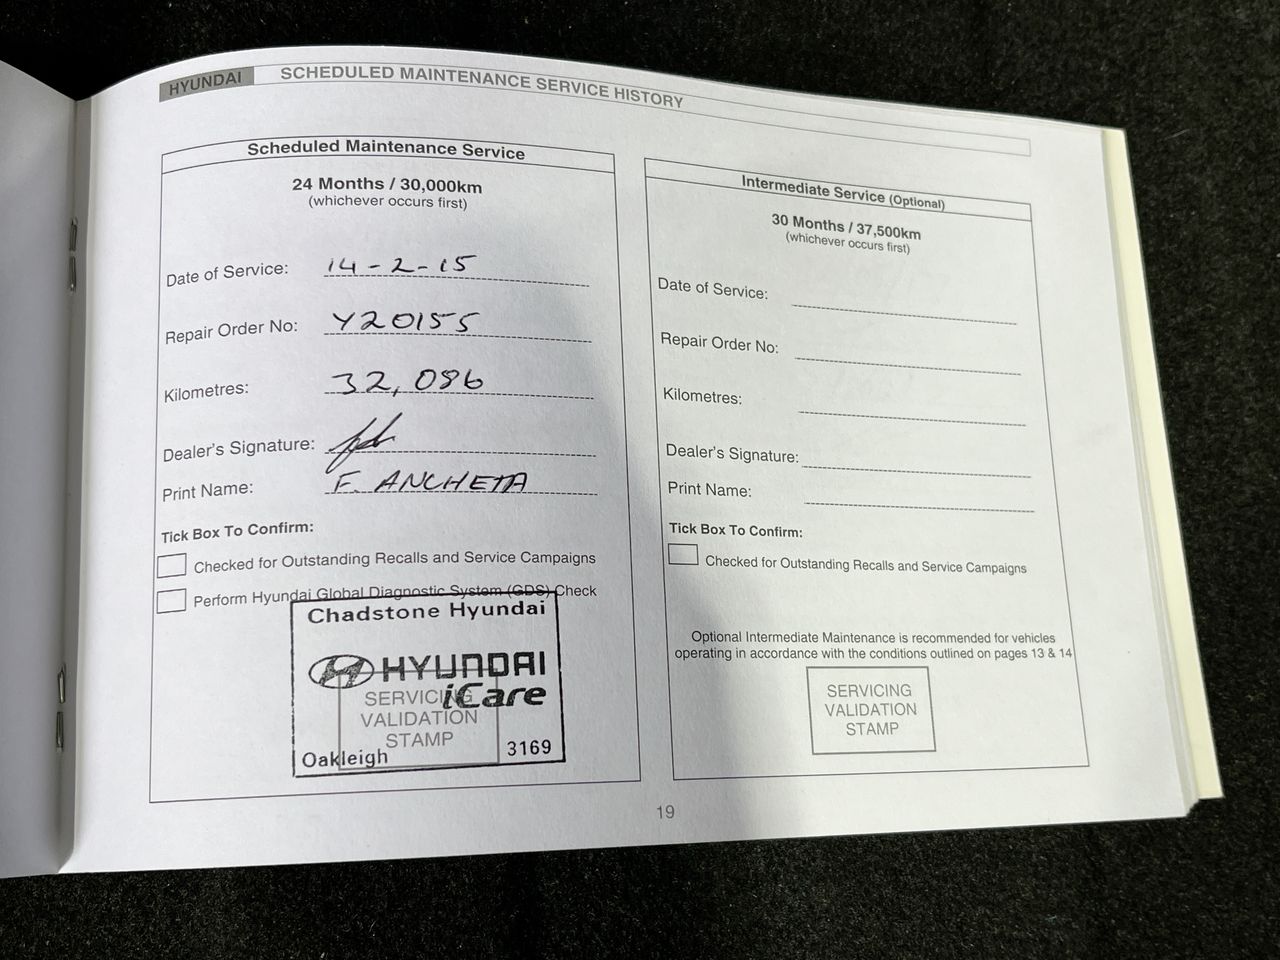 HYUNDAI SCHEDULED MAINTENANCE SERVICE HISTORY
Scheduled Maintenance Service
24 Months / 30,000km
(whichever occurs first)
Date of Service: 14-2-15
Repair Order No: Y20155
Kilometres: 32,086
Dealer's Signature:
Print Name: F. ANCHETA
Tick Box To Confirm:
Checked for Outstanding Recalls and Service Campaigns
Perform Hyundai Global Diagnostic System (GDS) Check
Chadstone Hyundai
HYUNDAI
iCare
SERVICING
VALIDATION
STAMP
Oakleigh 3169
Intermediate Service (Optional)
30 Months / 37,500km
(whichever occurs first)
Date of Service:
Repair Order No:
Kilometres:
Dealer's Signature:
Print Name:
Tick Box To Confirm:
Checked for Outstanding Recalls and Service Campaigns
Optional Intermediate Maintenance is recommended for vehicles
operating in accordance with the conditions outlined on pages 13 & 14
SERVICING
VALIDATION
STAMP
19